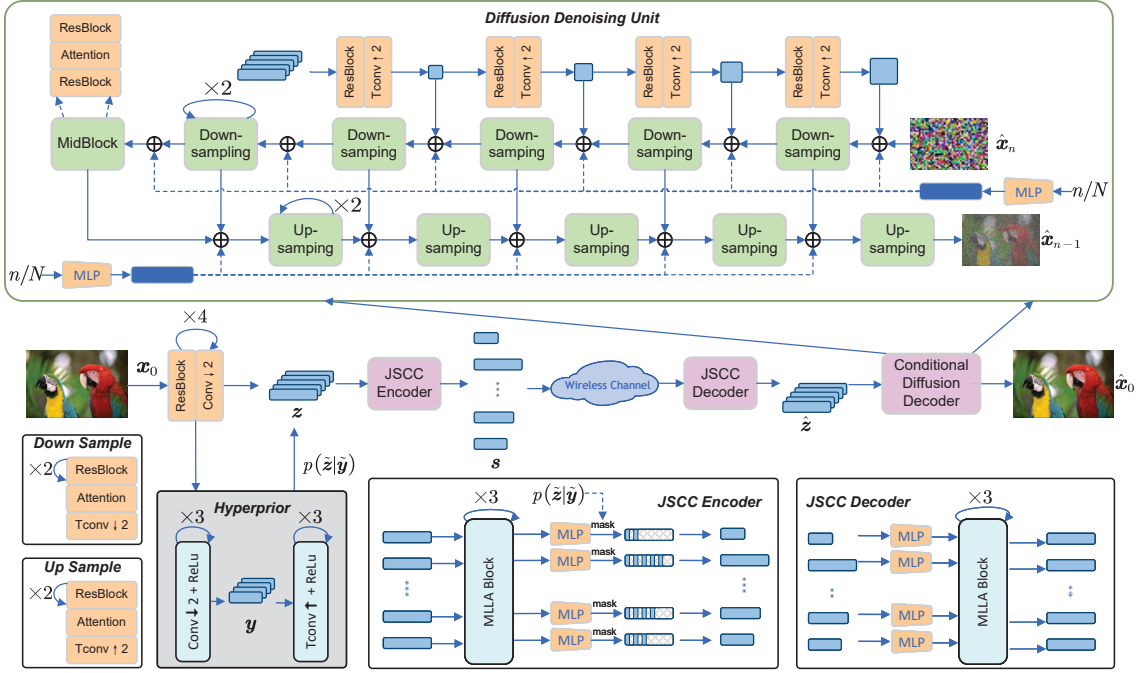 Diffusion Denoising Unit
ResBlock
Attention
ResBlock
×2
ResBlock
Tconv ↑ 2
ResBlock
Tconv ↑ 2
ResBlock
Tconv ↑ 2
ResBlock
Tconv ↑ 2
MidBlock
Down-
sampling
Down-
sampling
Down-
sampling
Down-
sampling
Down-
sampling
x̂ₙ
MLP
n/N
×2
Up-
samping
Up-
samping
Up-
samping
Up-
samping
Up-
samping
x̂ₙ₋₁
n/N
MLP
×4
x₀
ResBlock
Conv ↓ 2
z
JSCC
Encoder
s
Wireless Channel
JSCC
Decoder
ẑ
Conditional
Diffusion
Decoder
x̂₀
p(z̃|ỹ)
Down Sample
×2
ResBlock
Attention
Tconv ↓ 2
Up Sample
×2
ResBlock
Attention
Tconv ↑ 2
Hyperprior
×3
×3
Conv ↓ 2 + ReLu
y
Tconv ↑ + ReLu
JSCC Encoder
×3
p(z̃|ỹ)
MLLA Block
MLP
mask
MLP
mask
MLP
mask
MLP
mask
JSCC Decoder
×3
MLP
MLP
MLP
MLP
MLLA Block